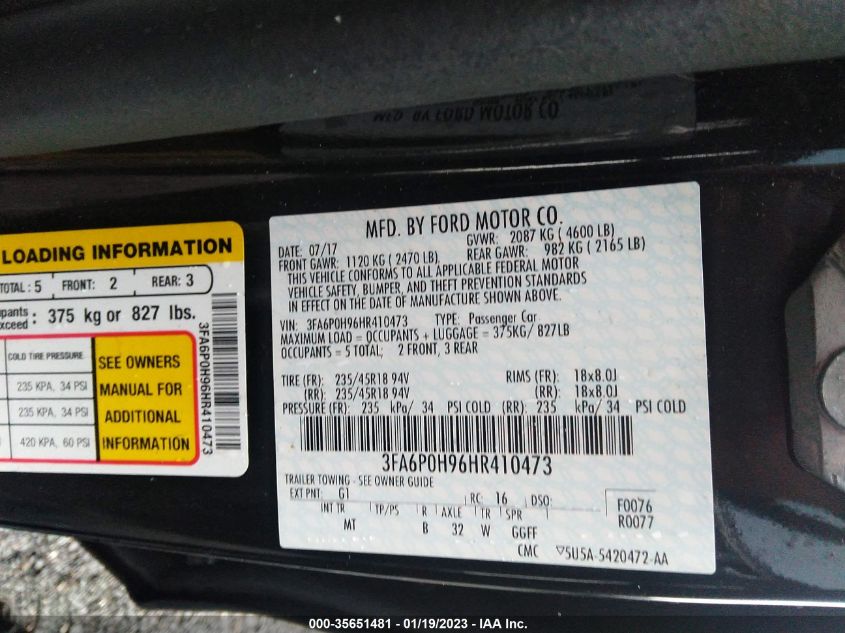 MFD. BY FORD MOTOR CO.
LOADING INFORMATION
TOTAL: 5 FRONT: 2 REAR: 3
pants
xceed : 375 kg or 827 lbs.
COLD TIRE PRESSURE
235 KPA, 34 PSI
235 KPA, 34 PSI
420 KPA, 60 PSI
SEE OWNERS
MANUAL FOR
ADDITIONAL
INFORMATION
3FA6P0H96HR410473
MFD. BY FORD MOTOR CO.
DATE: 07/17 GVWR: 2087 KG ( 4600 LB)
FRONT GAWR: 1120 KG ( 2470 LB) REAR GAWR: 982 KG ( 2165 LB)
THIS VEHICLE CONFORMS TO ALL APPLICABLE FEDERAL MOTOR
VEHICLE SAFETY, BUMPER, AND THEFT PREVENTION STANDARDS
IN EFFECT ON THE DATE OF MANUFACTURE SHOWN ABOVE.
VIN: 3FA6P0H96HR410473 TYPE: Passenger Car
MAXIMUM LOAD = OCCUPANTS + LUGGAGE = 375KG/ 827LB
OCCUPANTS = 5 TOTAL; 2 FRONT, 3 REAR
TIRE (FR): 235/45R18 94V RIMS (FR): 18x8.0J
(RR): 235/45R18 94V (RR): 18x8.0J
PRESSURE (FR): 235 kPa/ 34 PSI COLD (RR): 235 kPa/ 34 PSI COLD
3FA6P0H96HR410473
TRAILER TOWING - SEE OWNER GUIDE
EXT PNT: G1 RC: 16 DSO: F0076
INT TR TP/PS R AXLE TR SPR R0077
MT B 32 W GGFF
CMC ▽5U5A-5420472-AA
000-35651481 - 01/19/2023 - IAA Inc.